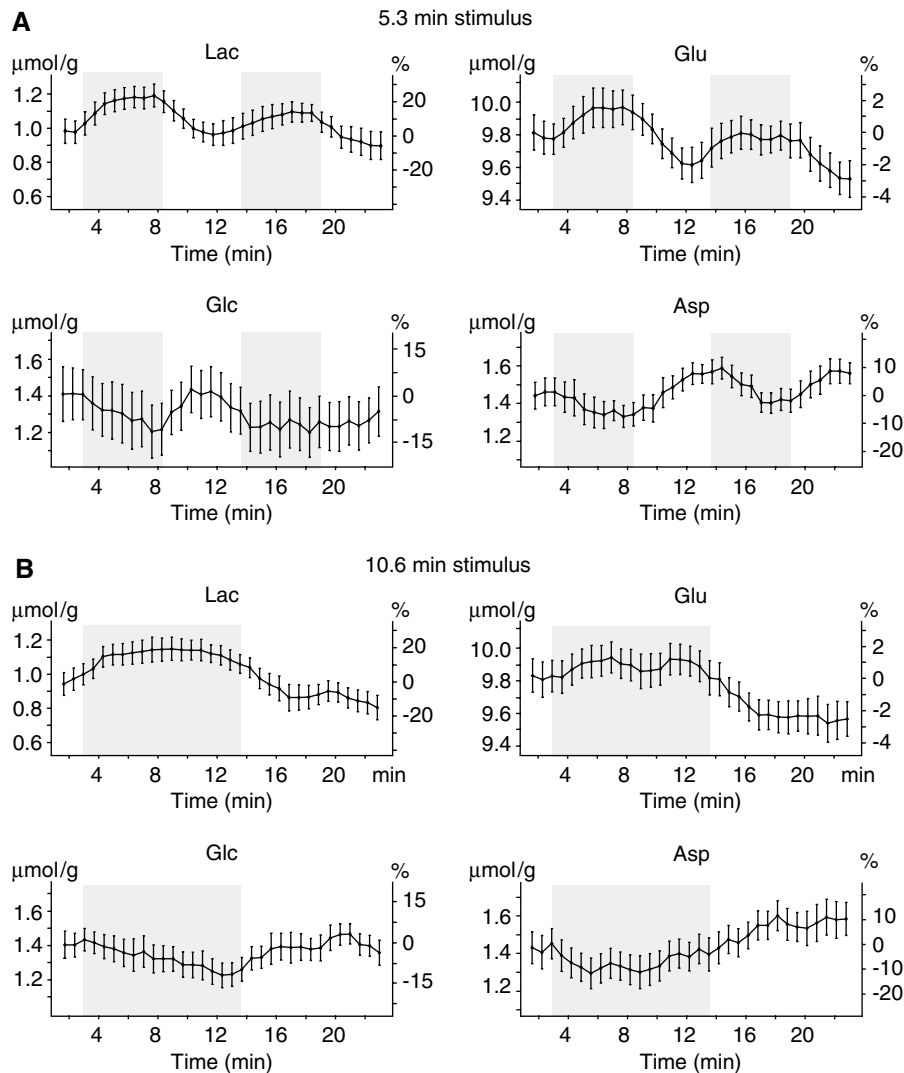 A
5.3 min stimulus
Lac
μmol/g
%
1.2
1.0
0.8
0.6
20
0
-20
4 8 12 16 20
Time (min)
Glu
μmol/g
%
10.0
9.8
9.6
9.4
2
0
-2
-4
4 8 12 16 20
Time (min)
Glc
μmol/g
%
1.6
1.4
1.2
15
0
-15
4 8 12 16 20
Time (min)
Asp
μmol/g
%
1.6
1.4
1.2
10
0
-10
-20
4 8 12 16 20
Time (min)
B
10.6 min stimulus
Lac
μmol/g
%
1.2
1.0
0.8
0.6
20
0
-20
4 8 12 16 20 min
Time (min)
Glu
μmol/g
%
10.0
9.8
9.6
9.4
2
0
-2
-4
4 8 12 16 20 min
Time (min)
Glc
μmol/g
%
1.6
1.4
1.2
15
0
-15
4 8 12 16 20
Time (min)
Asp
μmol/g
%
1.6
1.4
1.2
10
0
-10
-20
4 8 12 16 20
Time (min)